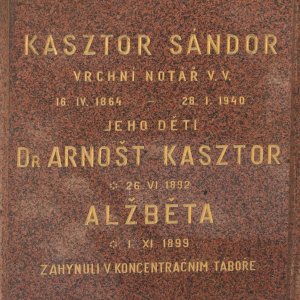 KASZTOR SÁNDOR
VRCHNÍ NOTÁŘ V.V.
16. IV. 1864 — 28. I. 1940
JEHO DĚTI
DR ARNOŠT KASZTOR
☆ 26. VI 1892
ALŽBĚTA
☆ 1. XI 1899
ZAHYNULI V KONCENTRAČNÍM TÁBOŘE